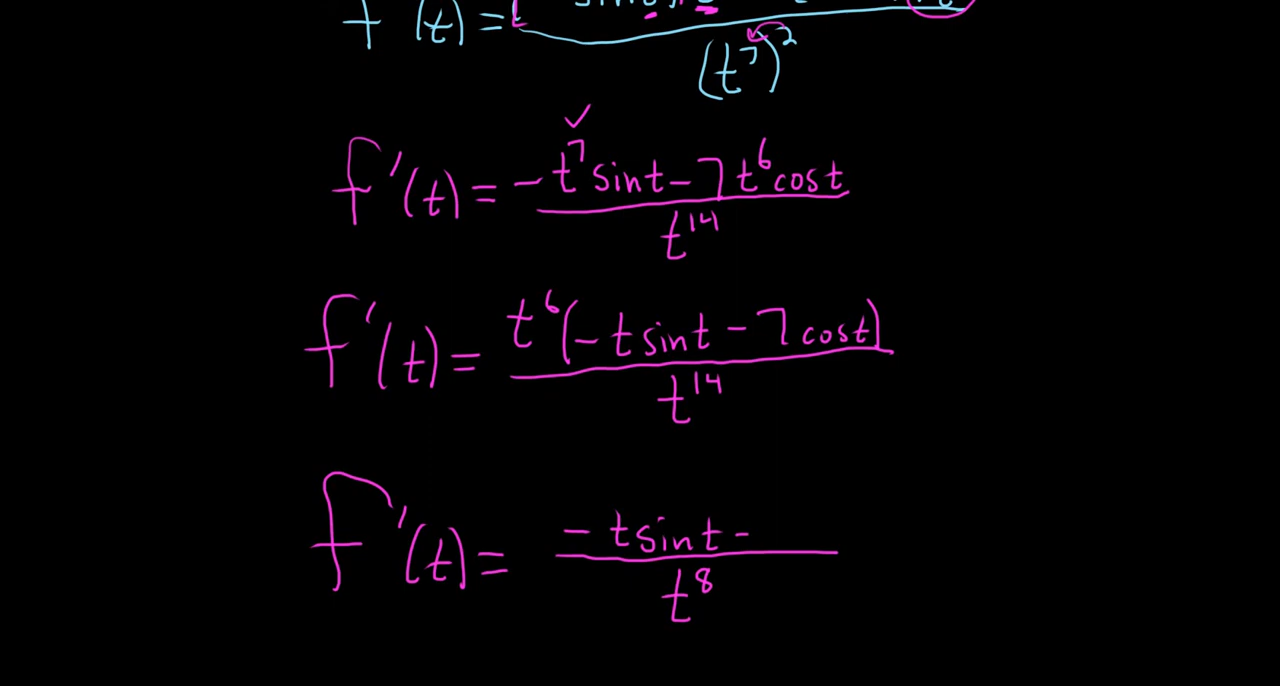 f'(t) = (t⁷)²
f'(t) = -t⁷sint - 7t⁶cost / t¹⁴
f'(t) = t⁶(-tsint - 7cost) / t¹⁴
f'(t) = -tsint - / t⁸